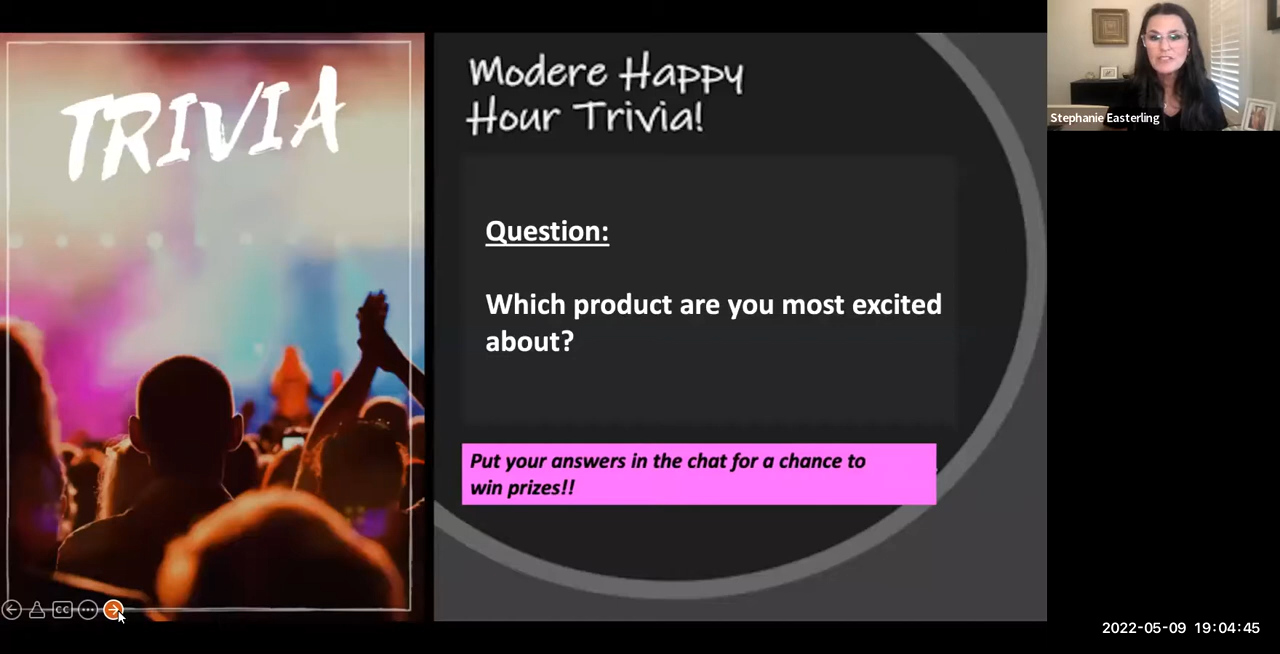 TRIVIA
Modere Happy
Hour Trivia!
Question:
Which product are you most excited
about?
Put your answers in the chat for a chance to
win prizes!!
CC
Stephanie Easterling
2022-05-09 19:04:45